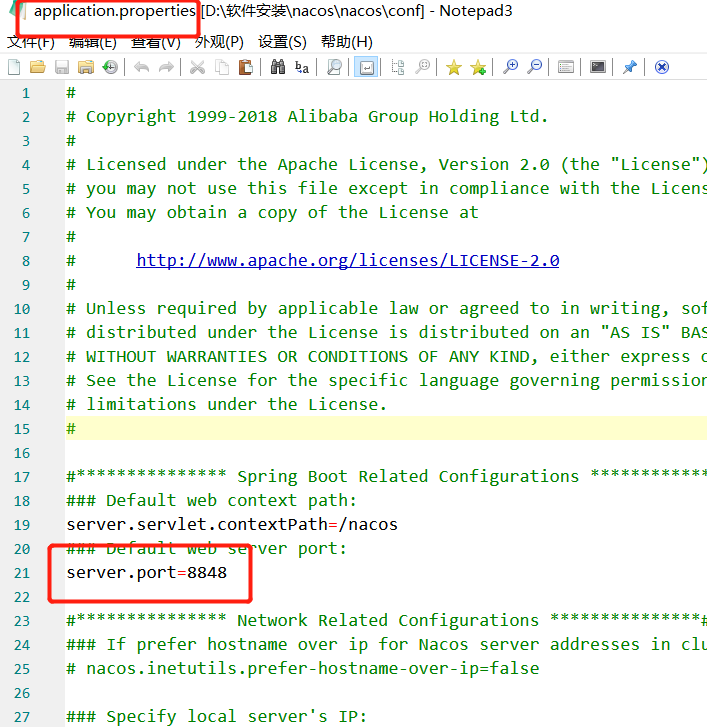 application.properties [D:\软件安装\nacos\nacos\conf] - Notepad3
文件(F) 编辑(E) 查看(V) 外观(P) 设置(S) 帮助(H)
1 #
2 # Copyright 1999-2018 Alibaba Group Holding Ltd.
3 #
4 # Licensed under the Apache License, Version 2.0 (the "License")
5 # you may not use this file except in compliance with the Licens
6 # You may obtain a copy of the License at
7 #
8 # http://www.apache.org/licenses/LICENSE-2.0
9 #
10 # Unless required by applicable law or agreed to in writing, sof
11 # distributed under the License is distributed on an "AS IS" BAS
12 # WITHOUT WARRANTIES OR CONDITIONS OF ANY KIND, either express o
13 # See the License for the specific language governing permission
14 # limitations under the License.
15 #
16
17 #*************** Spring Boot Related Configurations ************
18 ### Default web context path:
19 server.servlet.contextPath=/nacos
20 ### Default web server port:
21 server.port=8848
22
23 #*************** Network Related Configurations ***************#
24 ### If prefer hostname over ip for Nacos server addresses in clu
25 # nacos.inetutils.prefer-hostname-over-ip=false
26
27 ### Specify local server's IP: